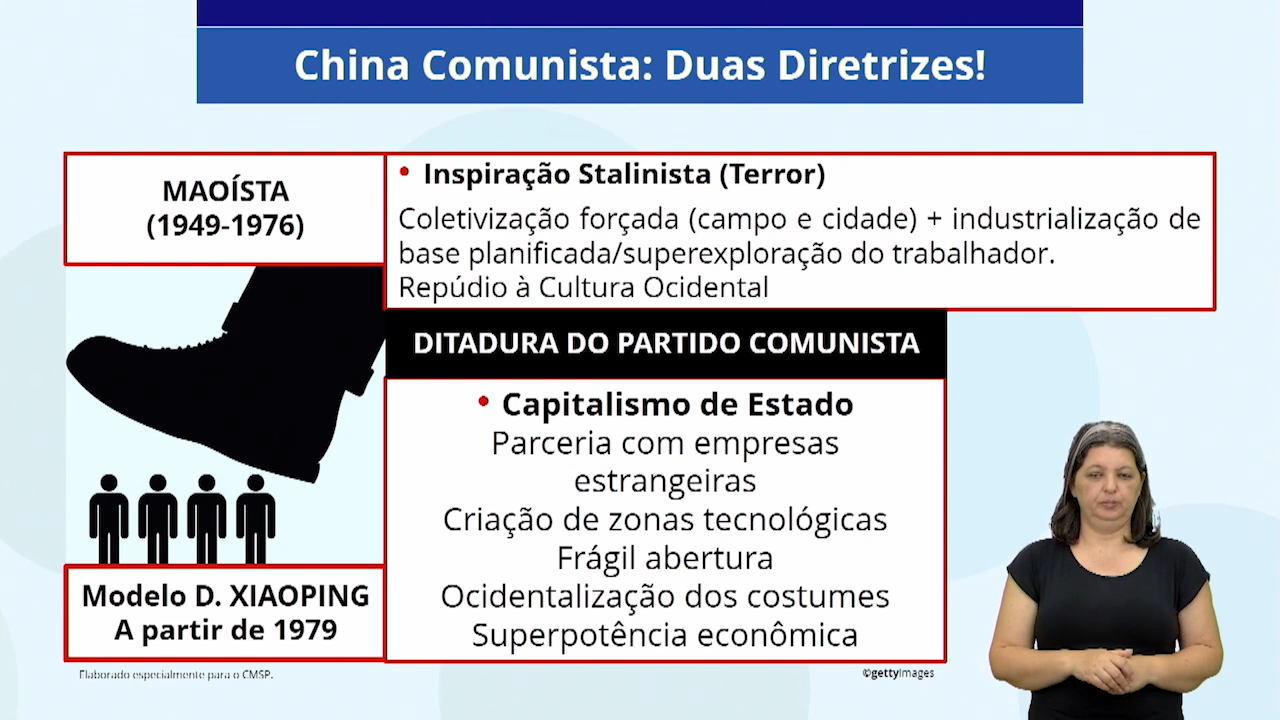 China Comunista: Duas Diretrizes!
MAOÍSTA
(1949-1976)
• Inspiração Stalinista (Terror)
Coletivização forçada (campo e cidade) + industrialização de
base planificada/superexploração do trabalhador.
Repúdio à Cultura Ocidental
DITADURA DO PARTIDO COMUNISTA
• Capitalismo de Estado
Parceria com empresas
estrangeiras
Criação de zonas tecnológicas
Frágil abertura
Ocidentalização dos costumes
Superpotência econômica
Modelo D. XIAOPING
A partir de 1979
Elaborado especialmente para o CMSP.
©gettyimages